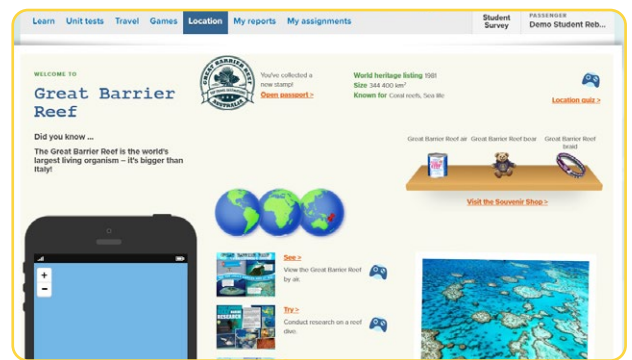 Learn Unit tests Travel Games Location My reports My assignments
Student
Survey
PASSENGER
Demo Student Reb...
WELCOME TO
Great Barrier
Reef
Did you know ...
The Great Barrier Reef is the world's
largest living organism – it's bigger than
Italy!
GREAT BARRIER REEF
AUSTRALIA
You've collected a
new stamp!
Open passport >
World heritage listing 1981
Size 344 400 km²
Known for Coral reefs, Sea life
Location quiz >
Great Barrier Reef air
Great Barrier Reef bear
Great Barrier Reef
braid
Visit the Souvenir Shop >
+
−
See >
View the Great Barrier Reef
by air.
Try >
Conduct research on a reef
dive.
RESEARCH